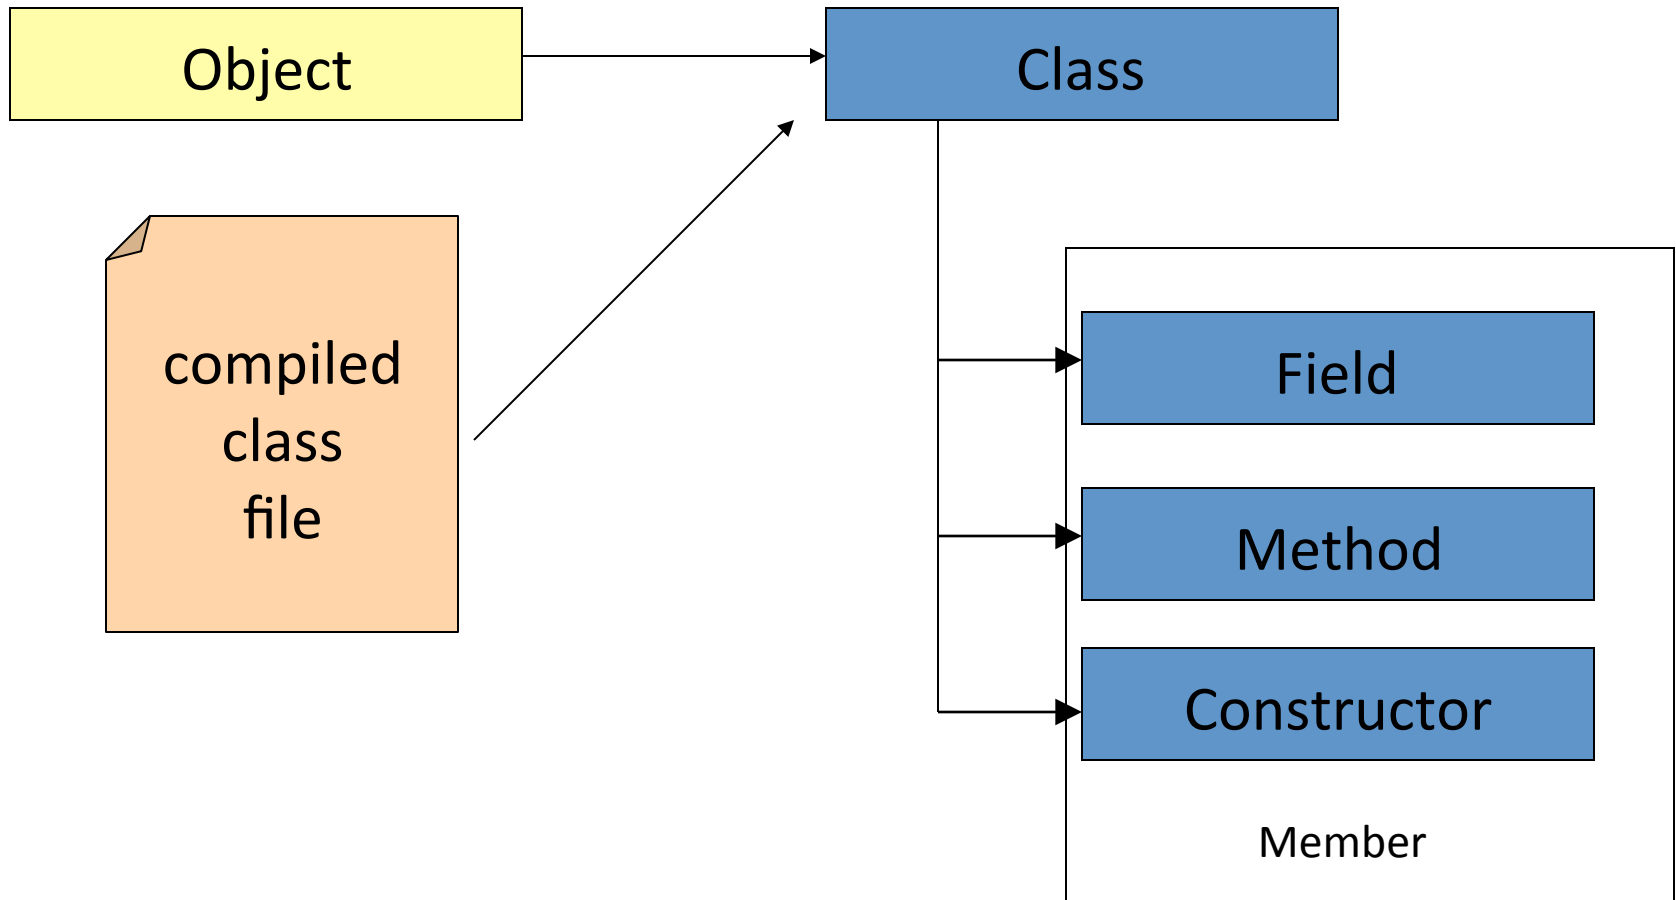 Object
Class
compiled
class
file
Field
Method
Constructor
Member